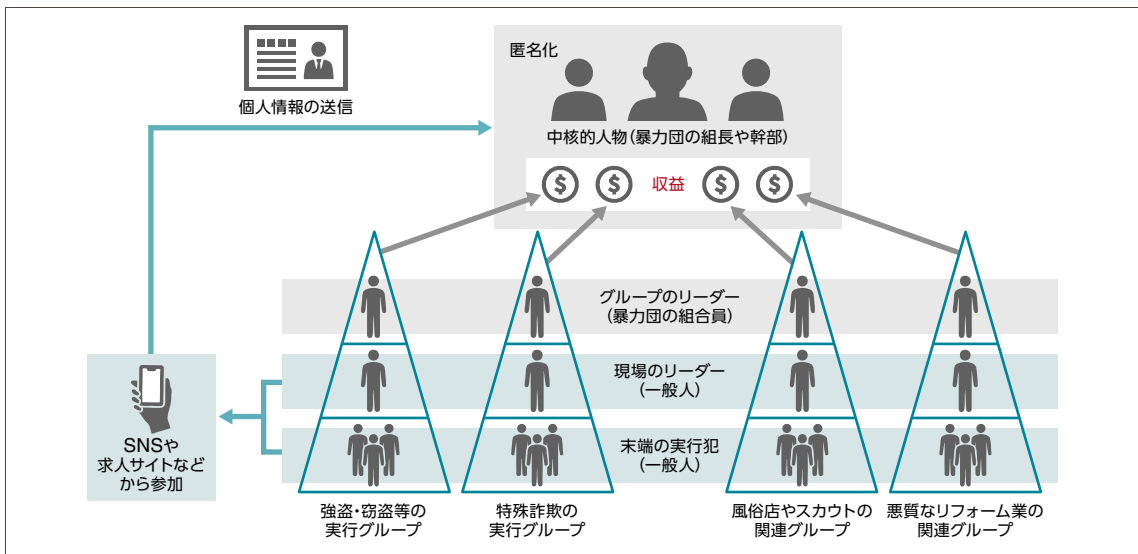 匿名化
個人情報の送信
中核的人物(暴力団の組長や幹部)
$ $ 収益 $ $
グループのリーダー
(暴力団の組合員)
現場のリーダー
(一般人)
SNSや
求人サイトなど
から参加
末端の実行犯
(一般人)
強盗・窃盗等の
実行グループ
特殊詐欺の
実行グループ
風俗店やスカウトの
関連グループ
悪質なリフォーム業の
関連グループ